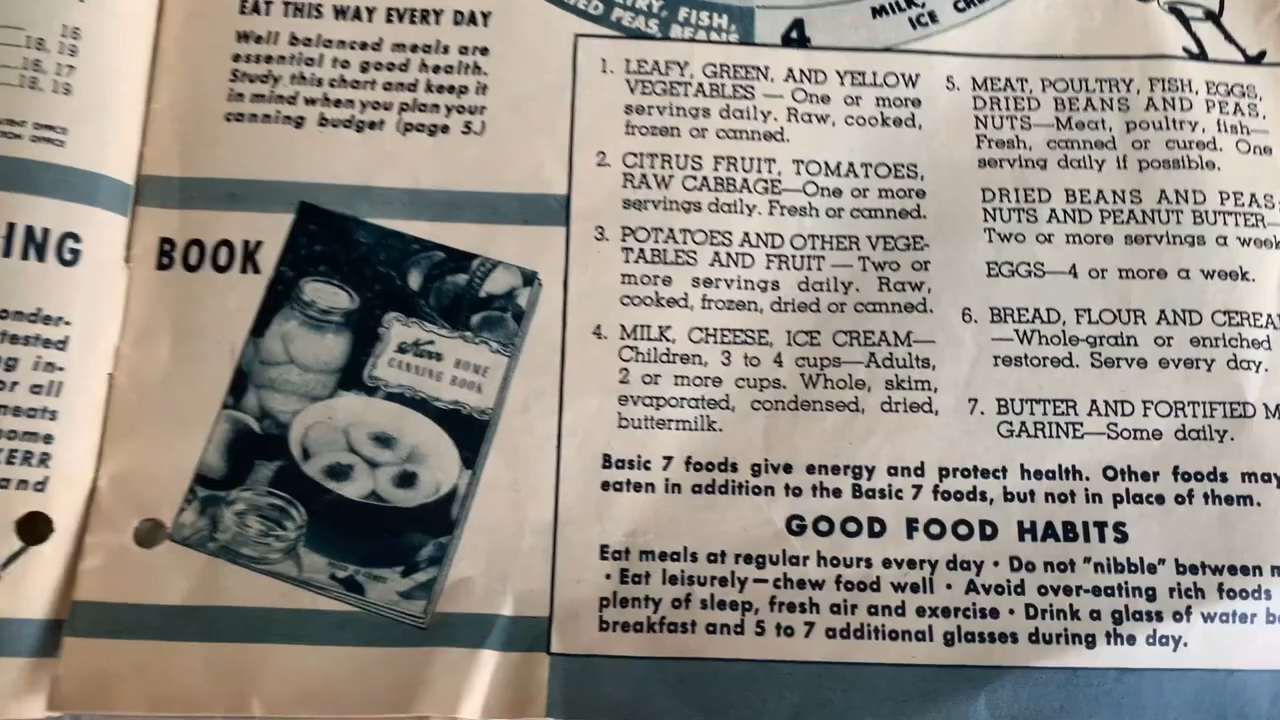 16
18, 19
16, 17
18, 19
ING
onder-
tested
ng in-
or all
meats
home
KERR
and
EAT THIS WAY EVERY DAY
Well balanced meals are
essential to good health.
Study this chart and keep it
in mind when you plan your
canning budget (page 5.)
BOOK
Kerr HOME
CANNING BOOK
TRY, FISH,
IED PEAS, BEANS
4
MILK,
ICE CR
1. LEAFY, GREEN, AND YELLOW
VEGETABLES — One or more
servings daily. Raw, cooked,
frozen or canned.
2. CITRUS FRUIT, TOMATOES,
RAW CABBAGE—One or more
servings daily. Fresh or canned.
3. POTATOES AND OTHER VEGE-
TABLES AND FRUIT — Two or
more servings daily. Raw,
cooked, frozen, dried or canned.
4. MILK, CHEESE, ICE CREAM—
Children, 3 to 4 cups—Adults,
2 or more cups. Whole, skim,
evaporated, condensed, dried,
buttermilk.
5. MEAT, POULTRY, FISH, EGGS,
DRIED BEANS AND PEAS,
NUTS—Meat, poultry, fish—
Fresh, canned or cured. One
serving daily if possible.
DRIED BEANS AND PEAS
NUTS AND PEANUT BUTTER—
Two or more servings a week
EGGS—4 or more a week.
6. BREAD, FLOUR AND CEREA
—Whole-grain or enriched
restored. Serve every day.
7. BUTTER AND FORTIFIED M
GARINE—Some daily.
Basic 7 foods give energy and protect health. Other foods may
eaten in addition to the Basic 7 foods, but not in place of them.
GOOD FOOD HABITS
Eat meals at regular hours every day • Do not "nibble" between m
• Eat leisurely—chew food well • Avoid over-eating rich foods
plenty of sleep, fresh air and exercise • Drink a glass of water be
breakfast and 5 to 7 additional glasses during the day.